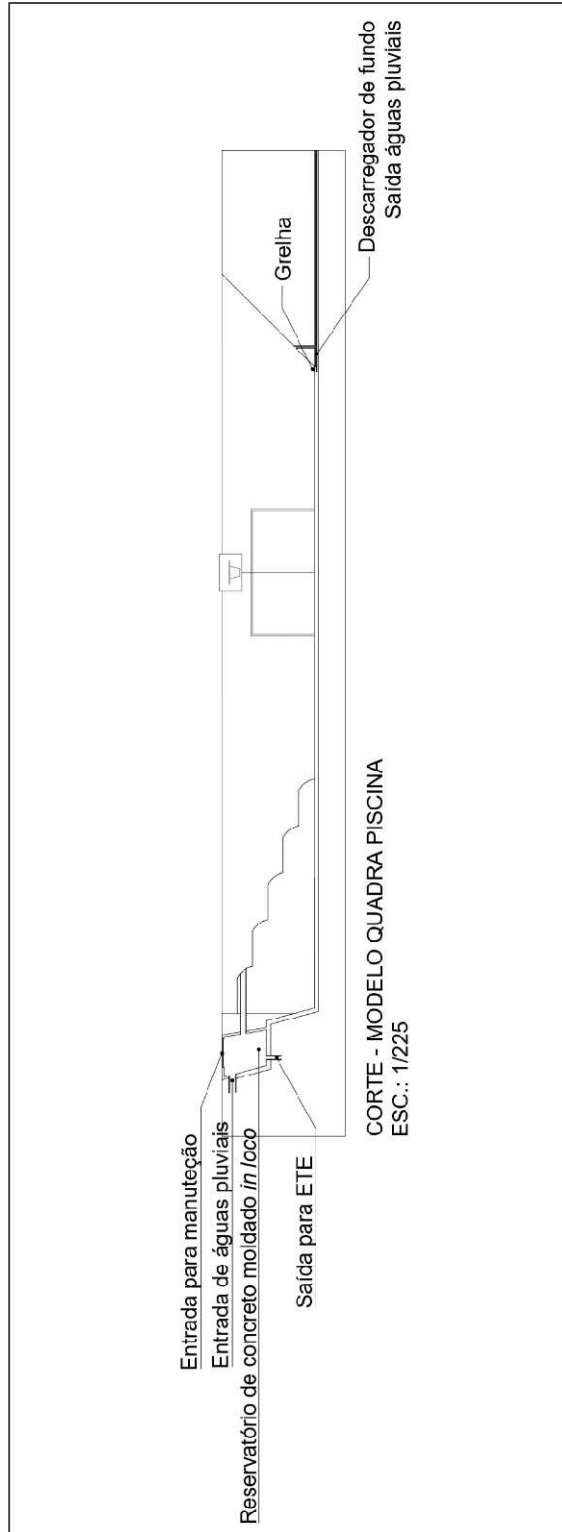 Entrada para manuteção
Entrada de águas pluviais
Reservatório de concreto moldado in loco
Saída para ETE
Grelha
Descarregador de fundo
Saída águas pluviais
CORTE - MODELO QUADRA PISCINA
ESC.: 1/225